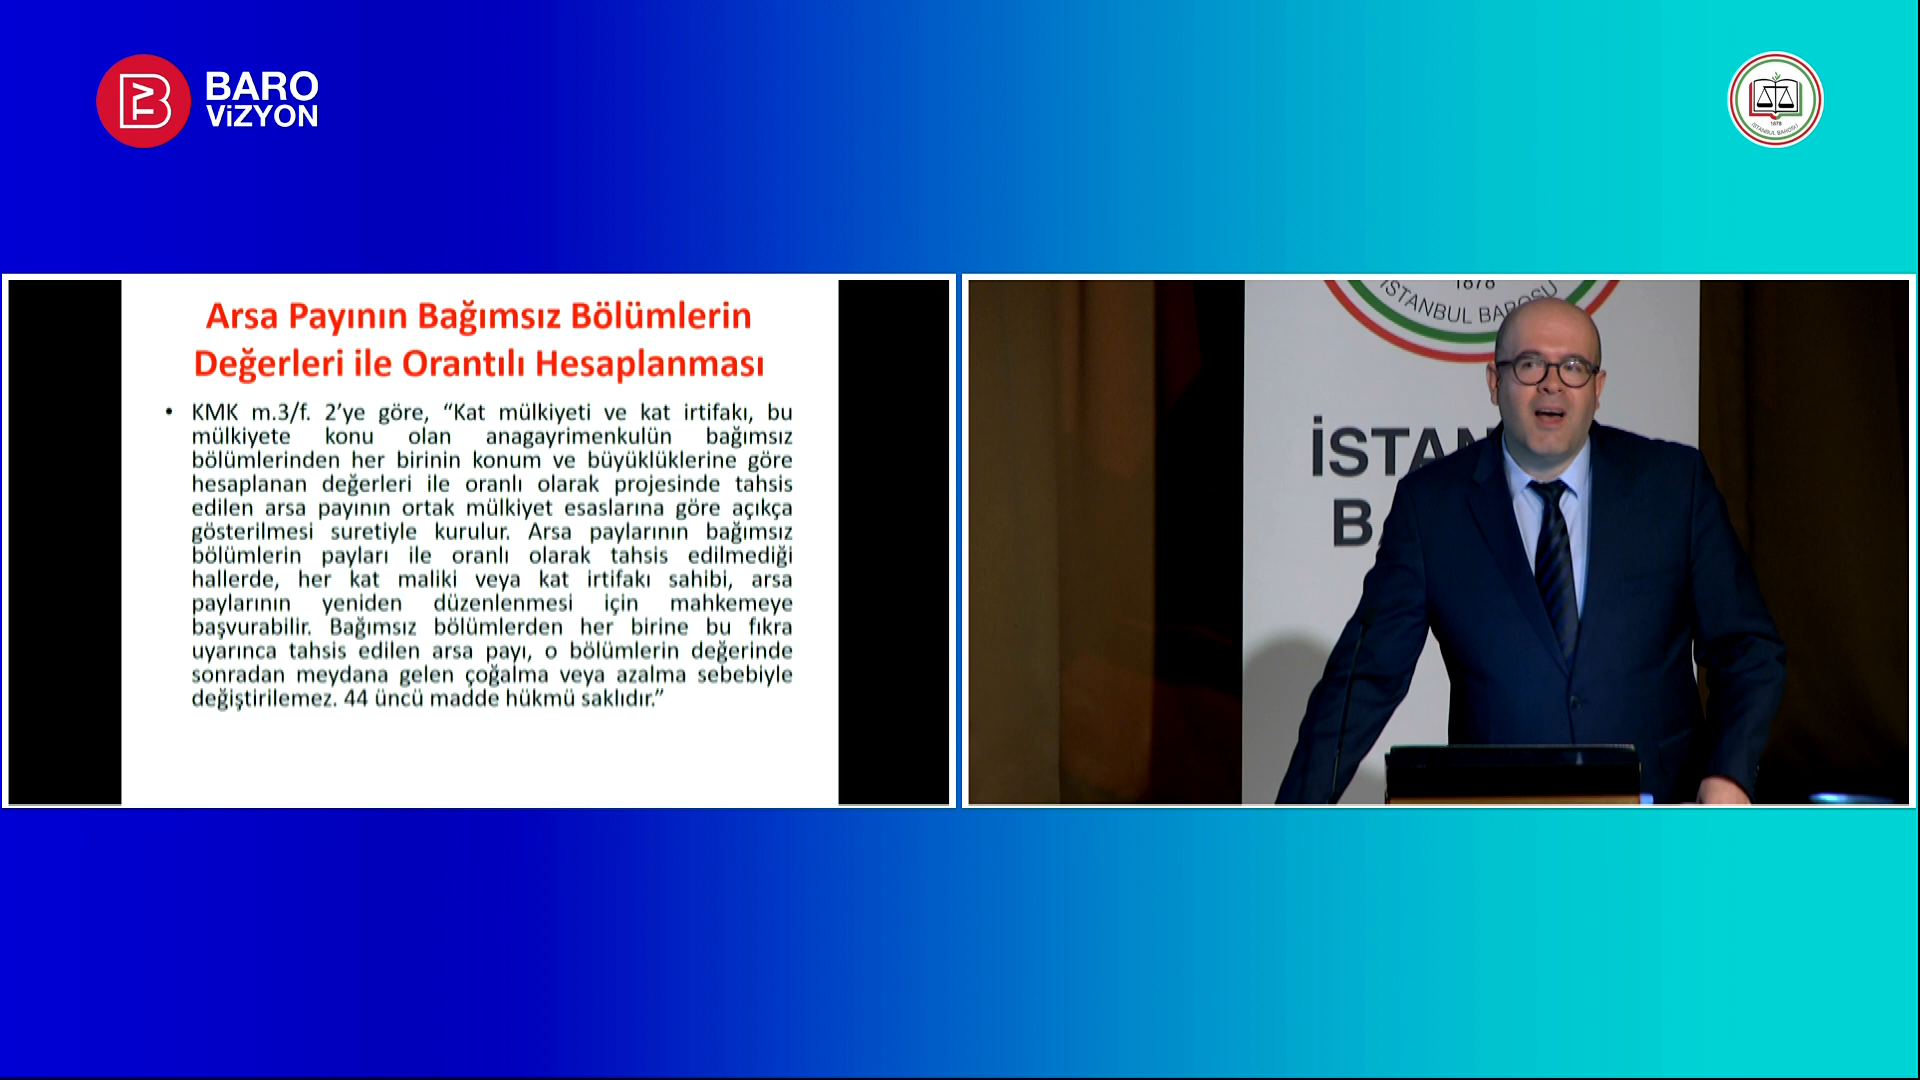 BARO
ViZYON
1878
İSTANBUL BAROSU
Arsa Payının Bağımsız Bölümlerin
Değerleri ile Orantılı Hesaplanması
• KMK m.3/f. 2’ye göre, “Kat mülkiyeti ve kat irtifakı, bu
mülkiyete konu olan anagayrimenkulün bağımsız
bölümlerinden her birinin konum ve büyüklüklerine göre
hesaplanan değerleri ile oranlı olarak projesinde tahsis
edilen arsa payının ortak mülkiyet esaslarına göre açıkça
gösterilmesi suretiyle kurulur. Arsa paylarının bağımsız
bölümlerin payları ile oranlı olarak tahsis edilmediği
hallerde, her kat maliki veya kat irtifakı sahibi, arsa
paylarının yeniden düzenlenmesi için mahkemeye
başvurabilir. Bağımsız bölümlerden her birine bu fıkra
uyarınca tahsis edilen arsa payı, o bölümlerin değerinde
sonradan meydana gelen çoğalma veya azalma sebebiyle
değiştirilemez. 44 üncü madde hükmü saklıdır.”
1878
İSTANBUL BAROSU
İSTAN
BA